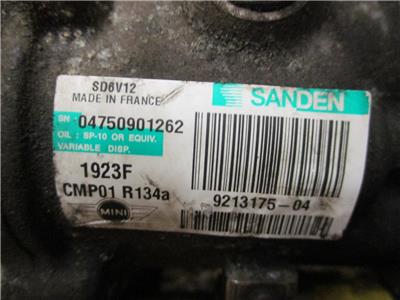 SD6V12
MADE IN FRANCE
SANDEN
SN 04750901262
OIL : SP-10 OR EQUIV.
VARIABLE DISP.
1923F
CMP01 R134a
MINI
9213175-04